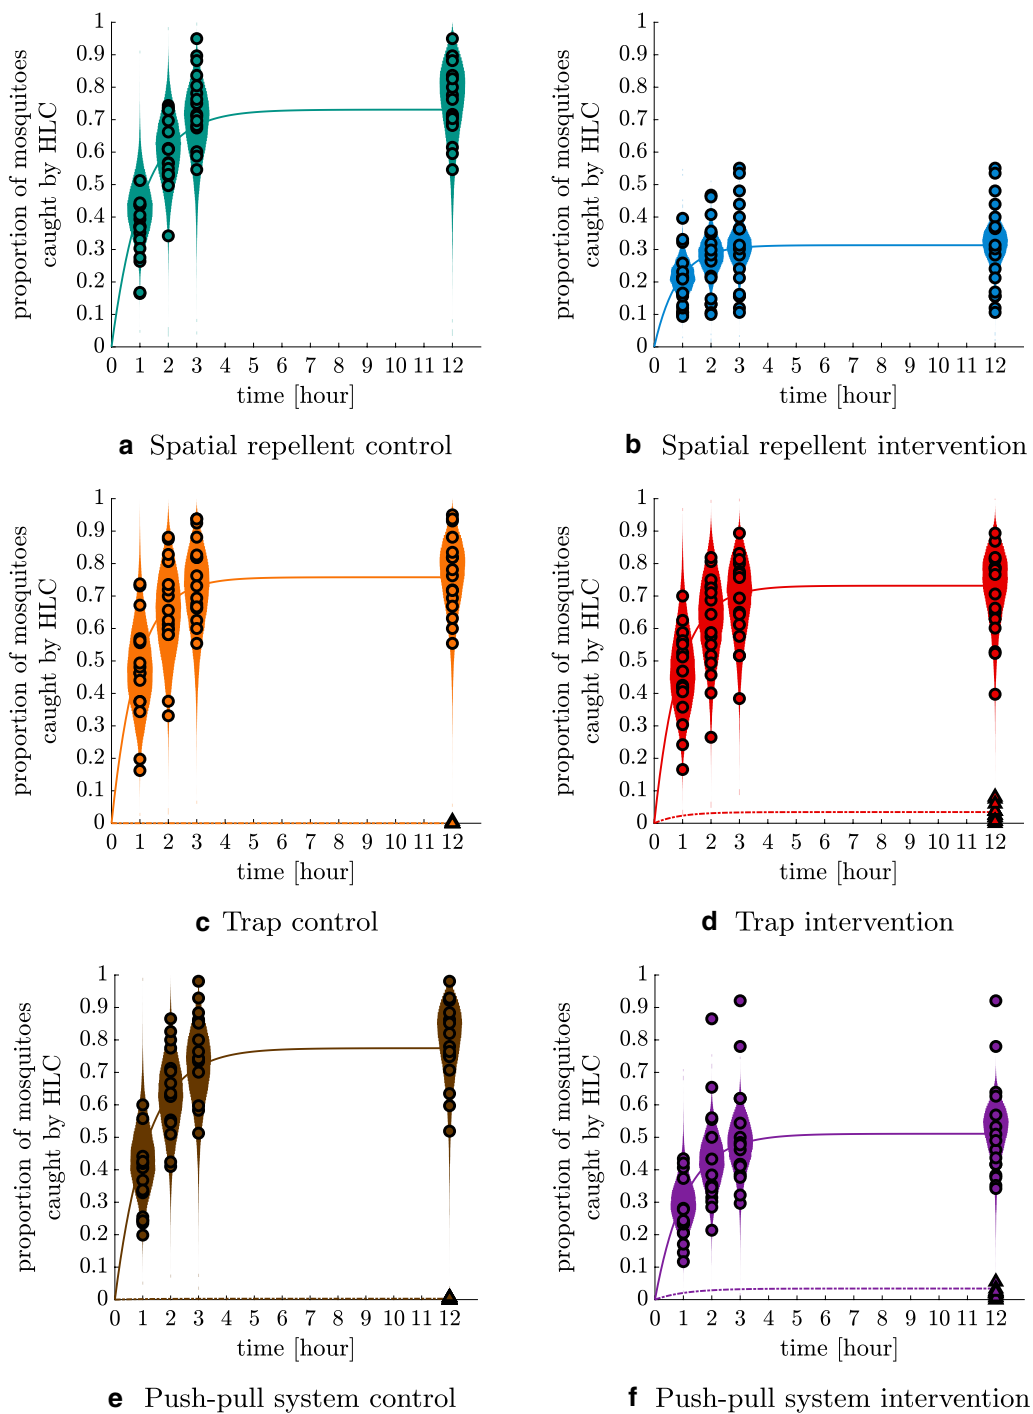 1
0.9
0.8
0.7
0.6
0.5
0.4
0.3
0.2
0.1
0
proportion of mosquitoes
caught by HLC
0 1 2 3 4 5 6 7 8 9 10 11 12
time [hour]
a Spatial repellent control
1
0.9
0.8
0.7
0.6
0.5
0.4
0.3
0.2
0.1
0
proportion of mosquitoes
caught by HLC
0 1 2 3 4 5 6 7 8 9 10 11 12
time [hour]
b Spatial repellent intervention
1
0.9
0.8
0.7
0.6
0.5
0.4
0.3
0.2
0.1
0
proportion of mosquitoes
caught by HLC
0 1 2 3 4 5 6 7 8 9 10 11 12
time [hour]
c Trap control
1
0.9
0.8
0.7
0.6
0.5
0.4
0.3
0.2
0.1
0
proportion of mosquitoes
caught by HLC
0 1 2 3 4 5 6 7 8 9 10 11 12
time [hour]
d Trap intervention
1
0.9
0.8
0.7
0.6
0.5
0.4
0.3
0.2
0.1
0
proportion of mosquitoes
caught by HLC
0 1 2 3 4 5 6 7 8 9 10 11 12
time [hour]
e Push-pull system control
1
0.9
0.8
0.7
0.6
0.5
0.4
0.3
0.2
0.1
0
proportion of mosquitoes
caught by HLC
0 1 2 3 4 5 6 7 8 9 10 11 12
time [hour]
f Push-pull system intervention